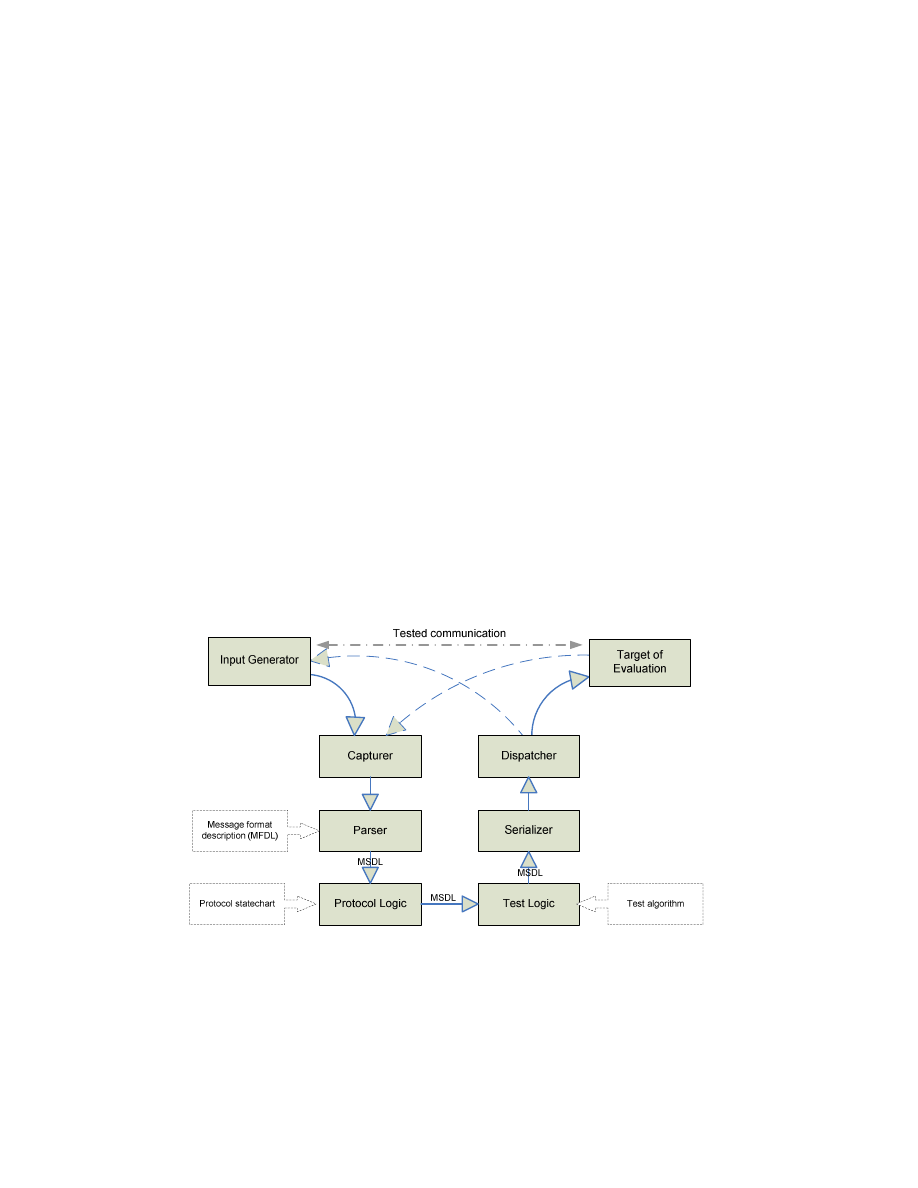 Tested communication
Input Generator
Target of
Evaluation
Capturer
Dispatcher
Message format
description (MFDL)
Parser
Serializer
MSDL
MSDL
Protocol statechart
Protocol Logic
MSDL
Test Logic
Test algorithm